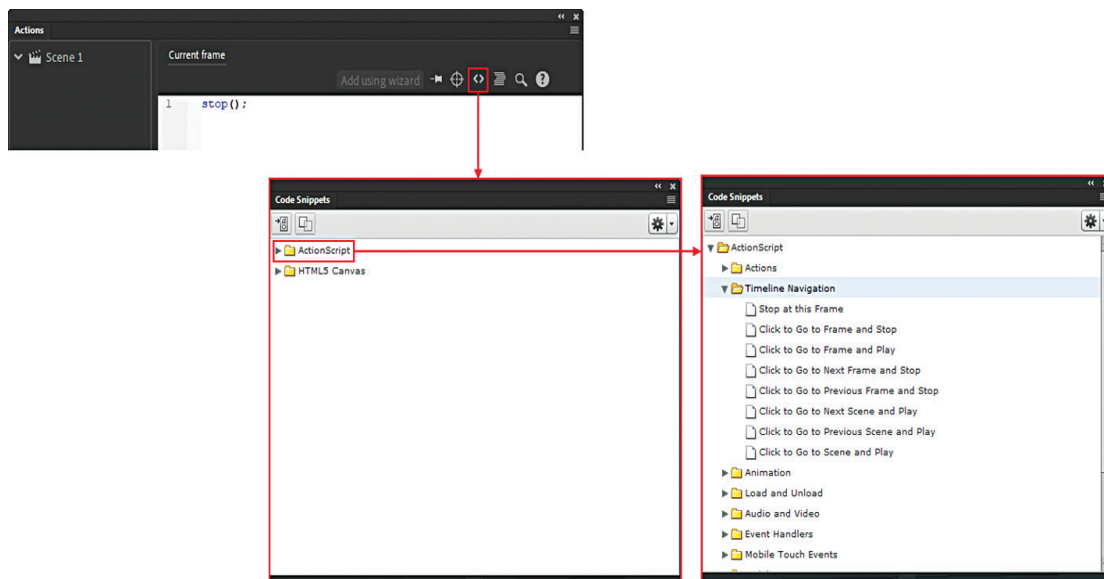 Actions
Scene 1
Current frame
Add using wizard
1 stop();
Code Snippets
ActionScript
HTML5 Canvas
Code Snippets
ActionScript
Actions
Timeline Navigation
Stop at this Frame
Click to Go to Frame and Stop
Click to Go to Frame and Play
Click to Go to Next Frame and Stop
Click to Go to Previous Frame and Stop
Click to Go to Next Scene and Play
Click to Go to Previous Scene and Play
Click to Go to Scene and Play
Animation
Load and Unload
Audio and Video
Event Handlers
Mobile Touch Events